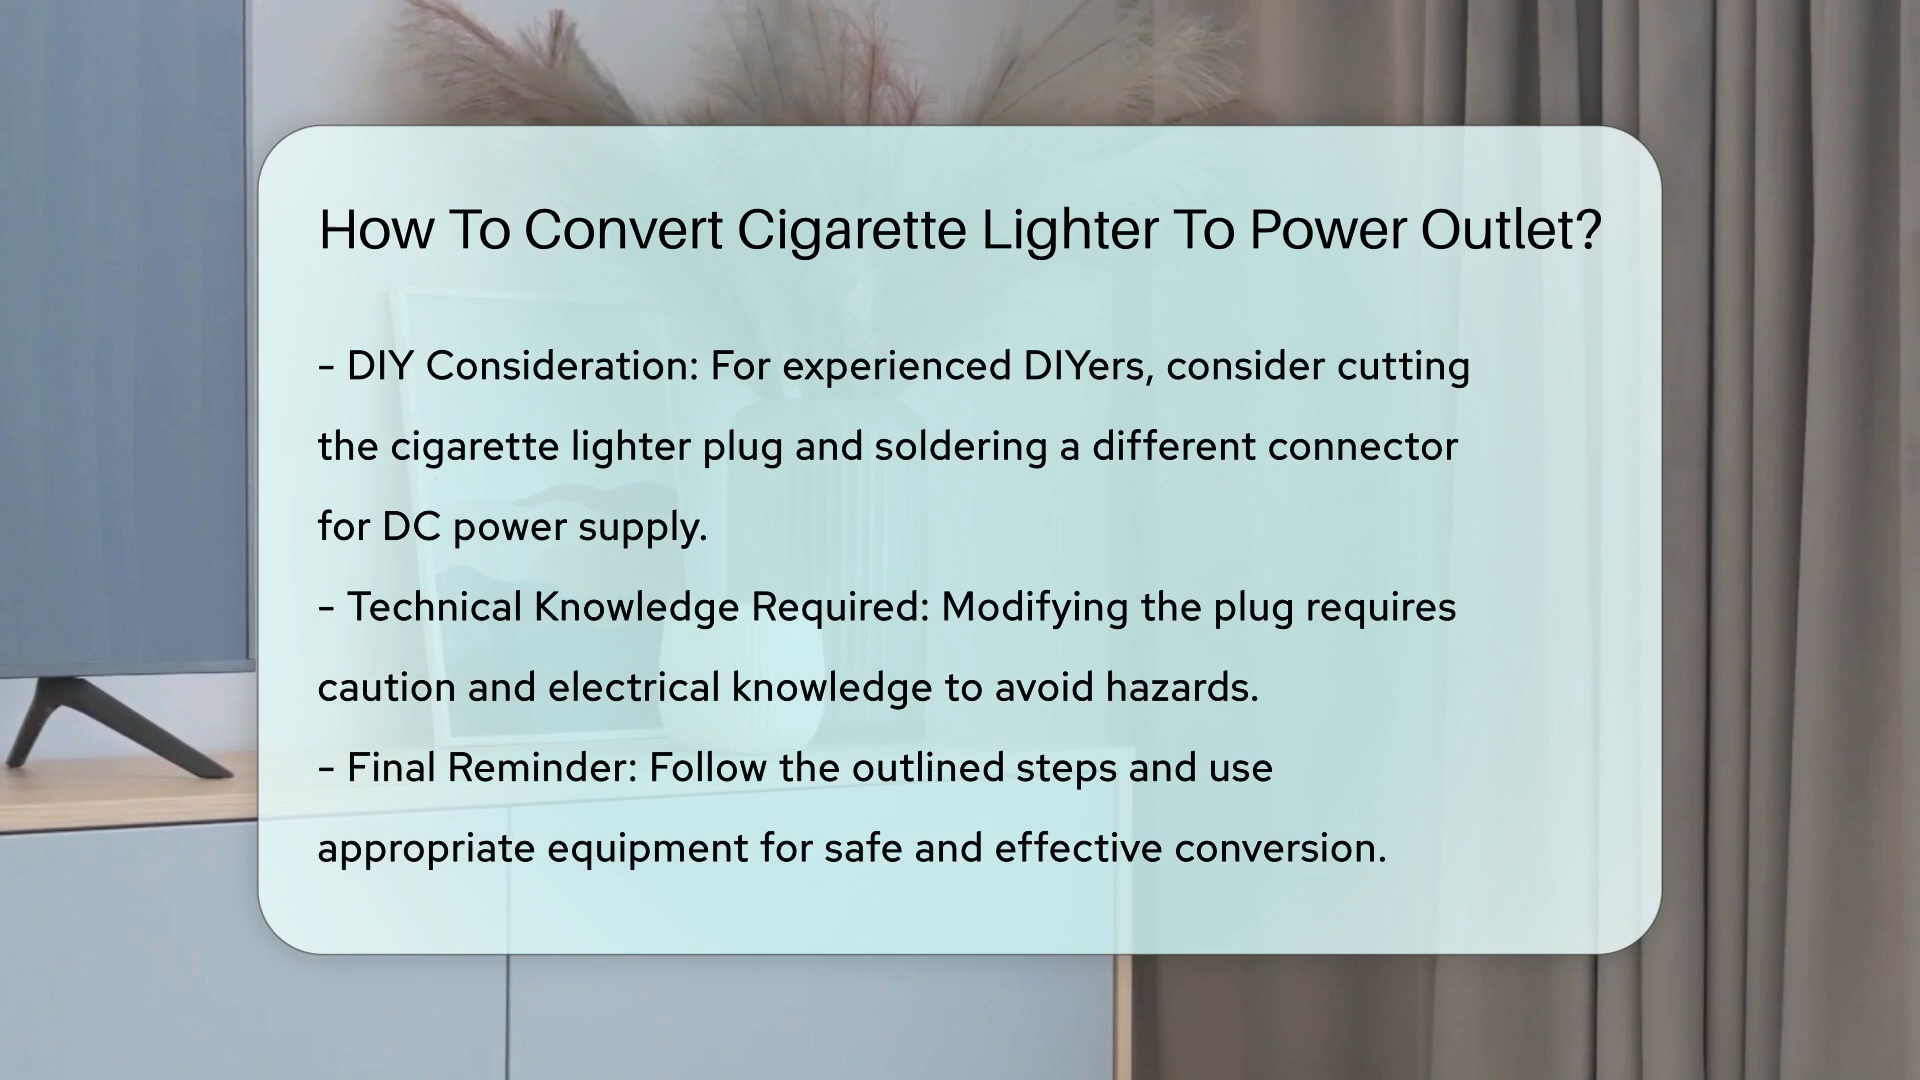 How To Convert Cigarette Lighter To Power Outlet?
- DIY Consideration: For experienced DIYers, consider cutting
the cigarette lighter plug and soldering a different connector
for DC power supply.
- Technical Knowledge Required: Modifying the plug requires
caution and electrical knowledge to avoid hazards.
- Final Reminder: Follow the outlined steps and use
appropriate equipment for safe and effective conversion.